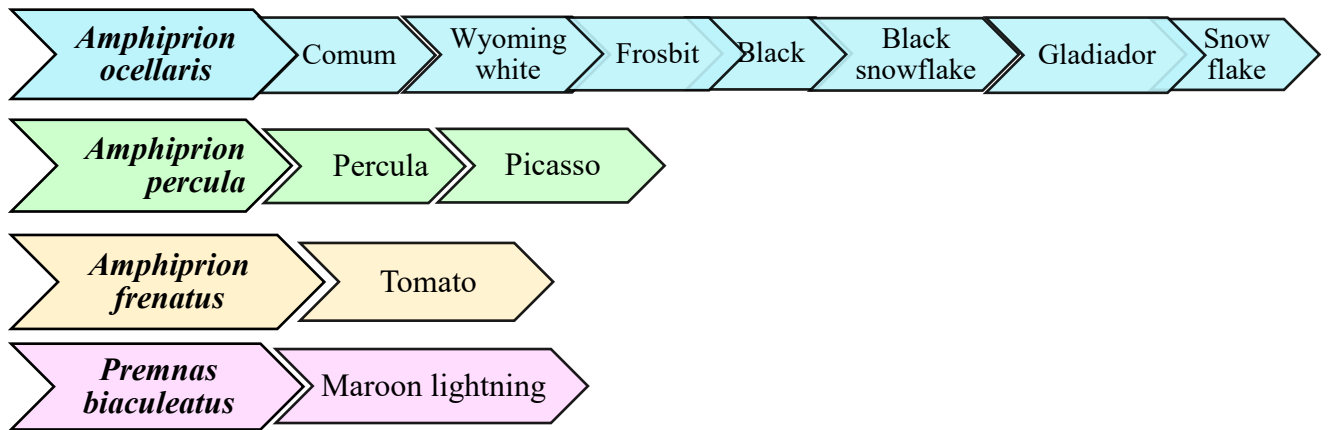 Amphiprion
ocellaris
Comum
Wyoming
white
Frosbit
Black
Black
snowflake
Gladiador
Snow
flake
Amphiprion
percula
Percula
Picasso
Amphiprion
frenatus
Tomato
Premnas
biaculeatus
Maroon lightning